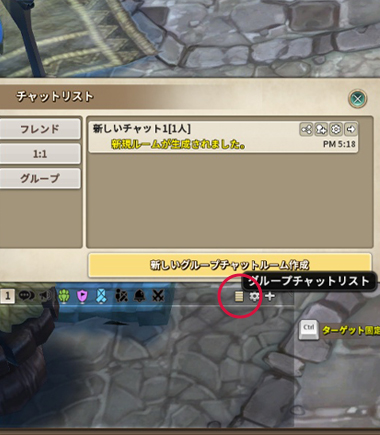 チャットリスト
フレンド
1:1
グループ
新しいチャット1[1人]
新規ルームが生成されました。
PM 5:18
新しいグループチャットルーム作成
グループチャットリスト
1
Ctrl
ターゲット固定